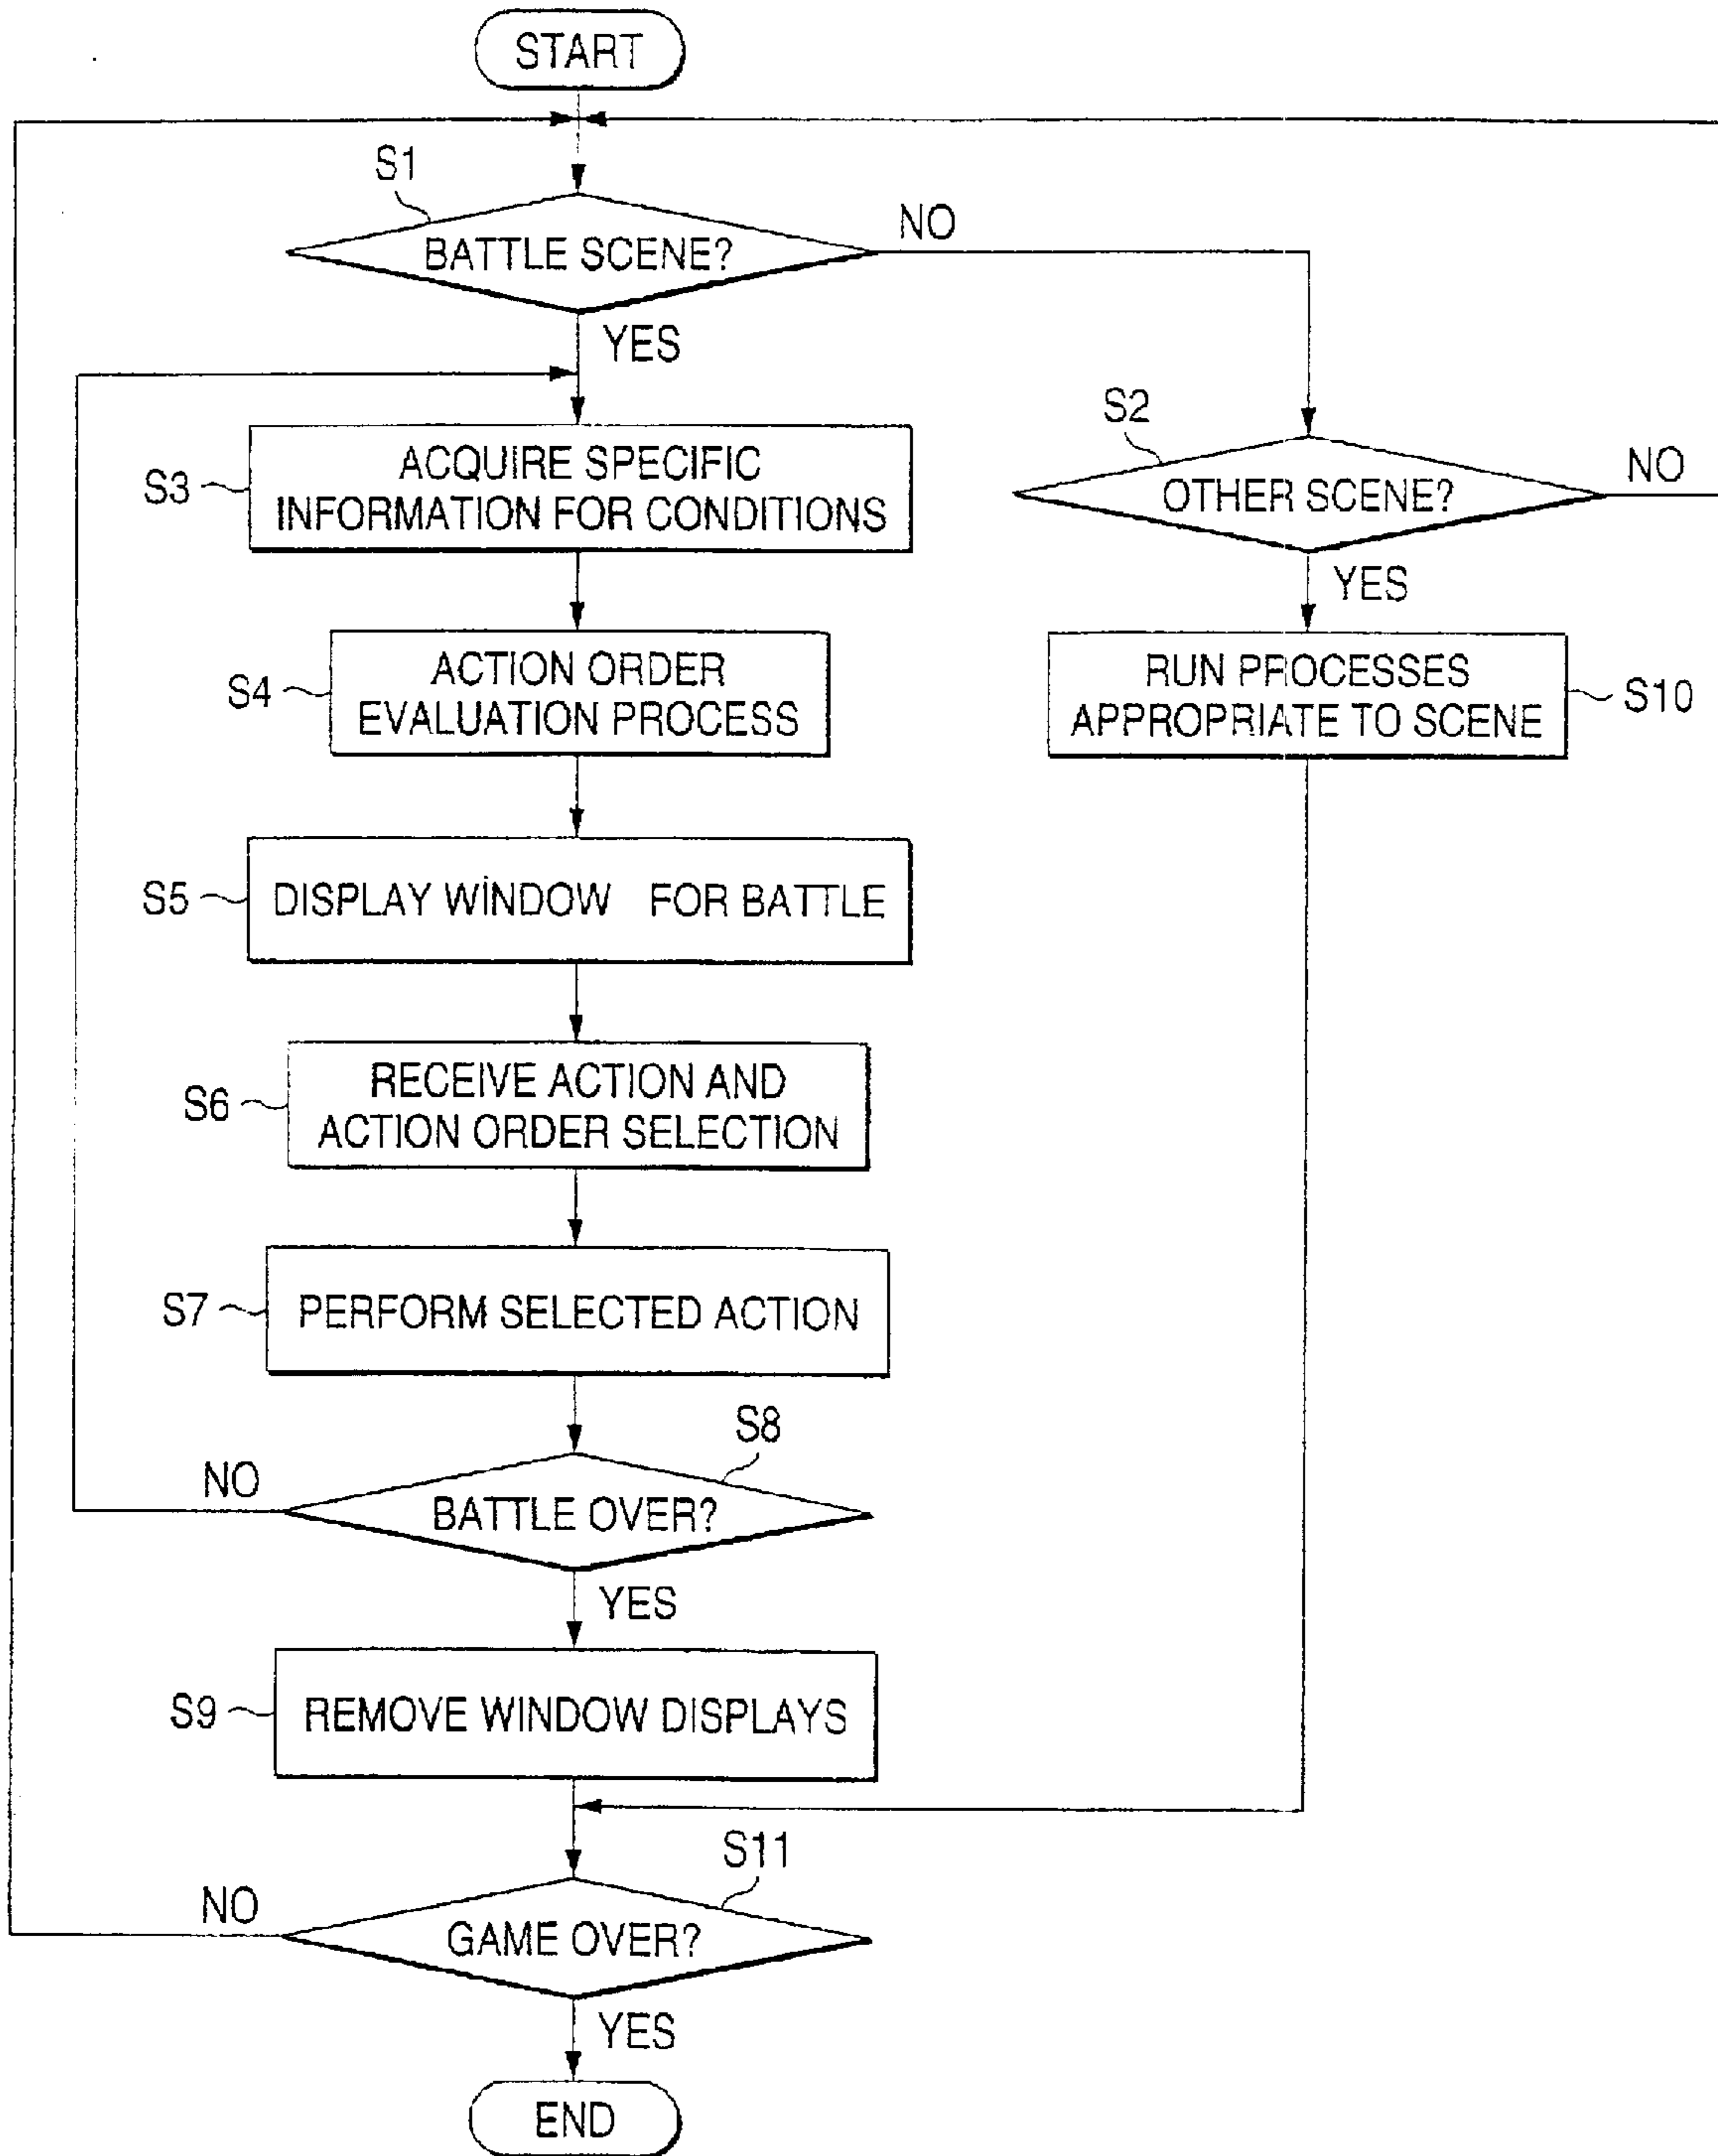 START
S1
BATTLE SCENE?
NO
YES
S2
OTHER SCENE?
NO
YES
S3
ACQUIRE SPECIFIC
INFORMATION FOR CONDITIONS
S4
ACTION ORDER
EVALUATION PROCESS
RUN PROCESSES
APPROPRIATE TO SCENE
S10
S5
DISPLAY WINDOW FOR BATTLE
S6
RECEIVE ACTION AND
ACTION ORDER SELECTION
S7
PERFORM SELECTED ACTION
S8
NO
BATTLE OVER?
YES
S9
REMOVE WINDOW DISPLAYS
S11
NO
GAME OVER?
YES
END